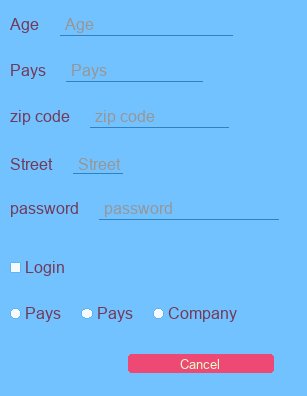 Age Age
Pays Pays
zip code zip code
Street Street
password password
Login
Pays Pays Company
Cancel